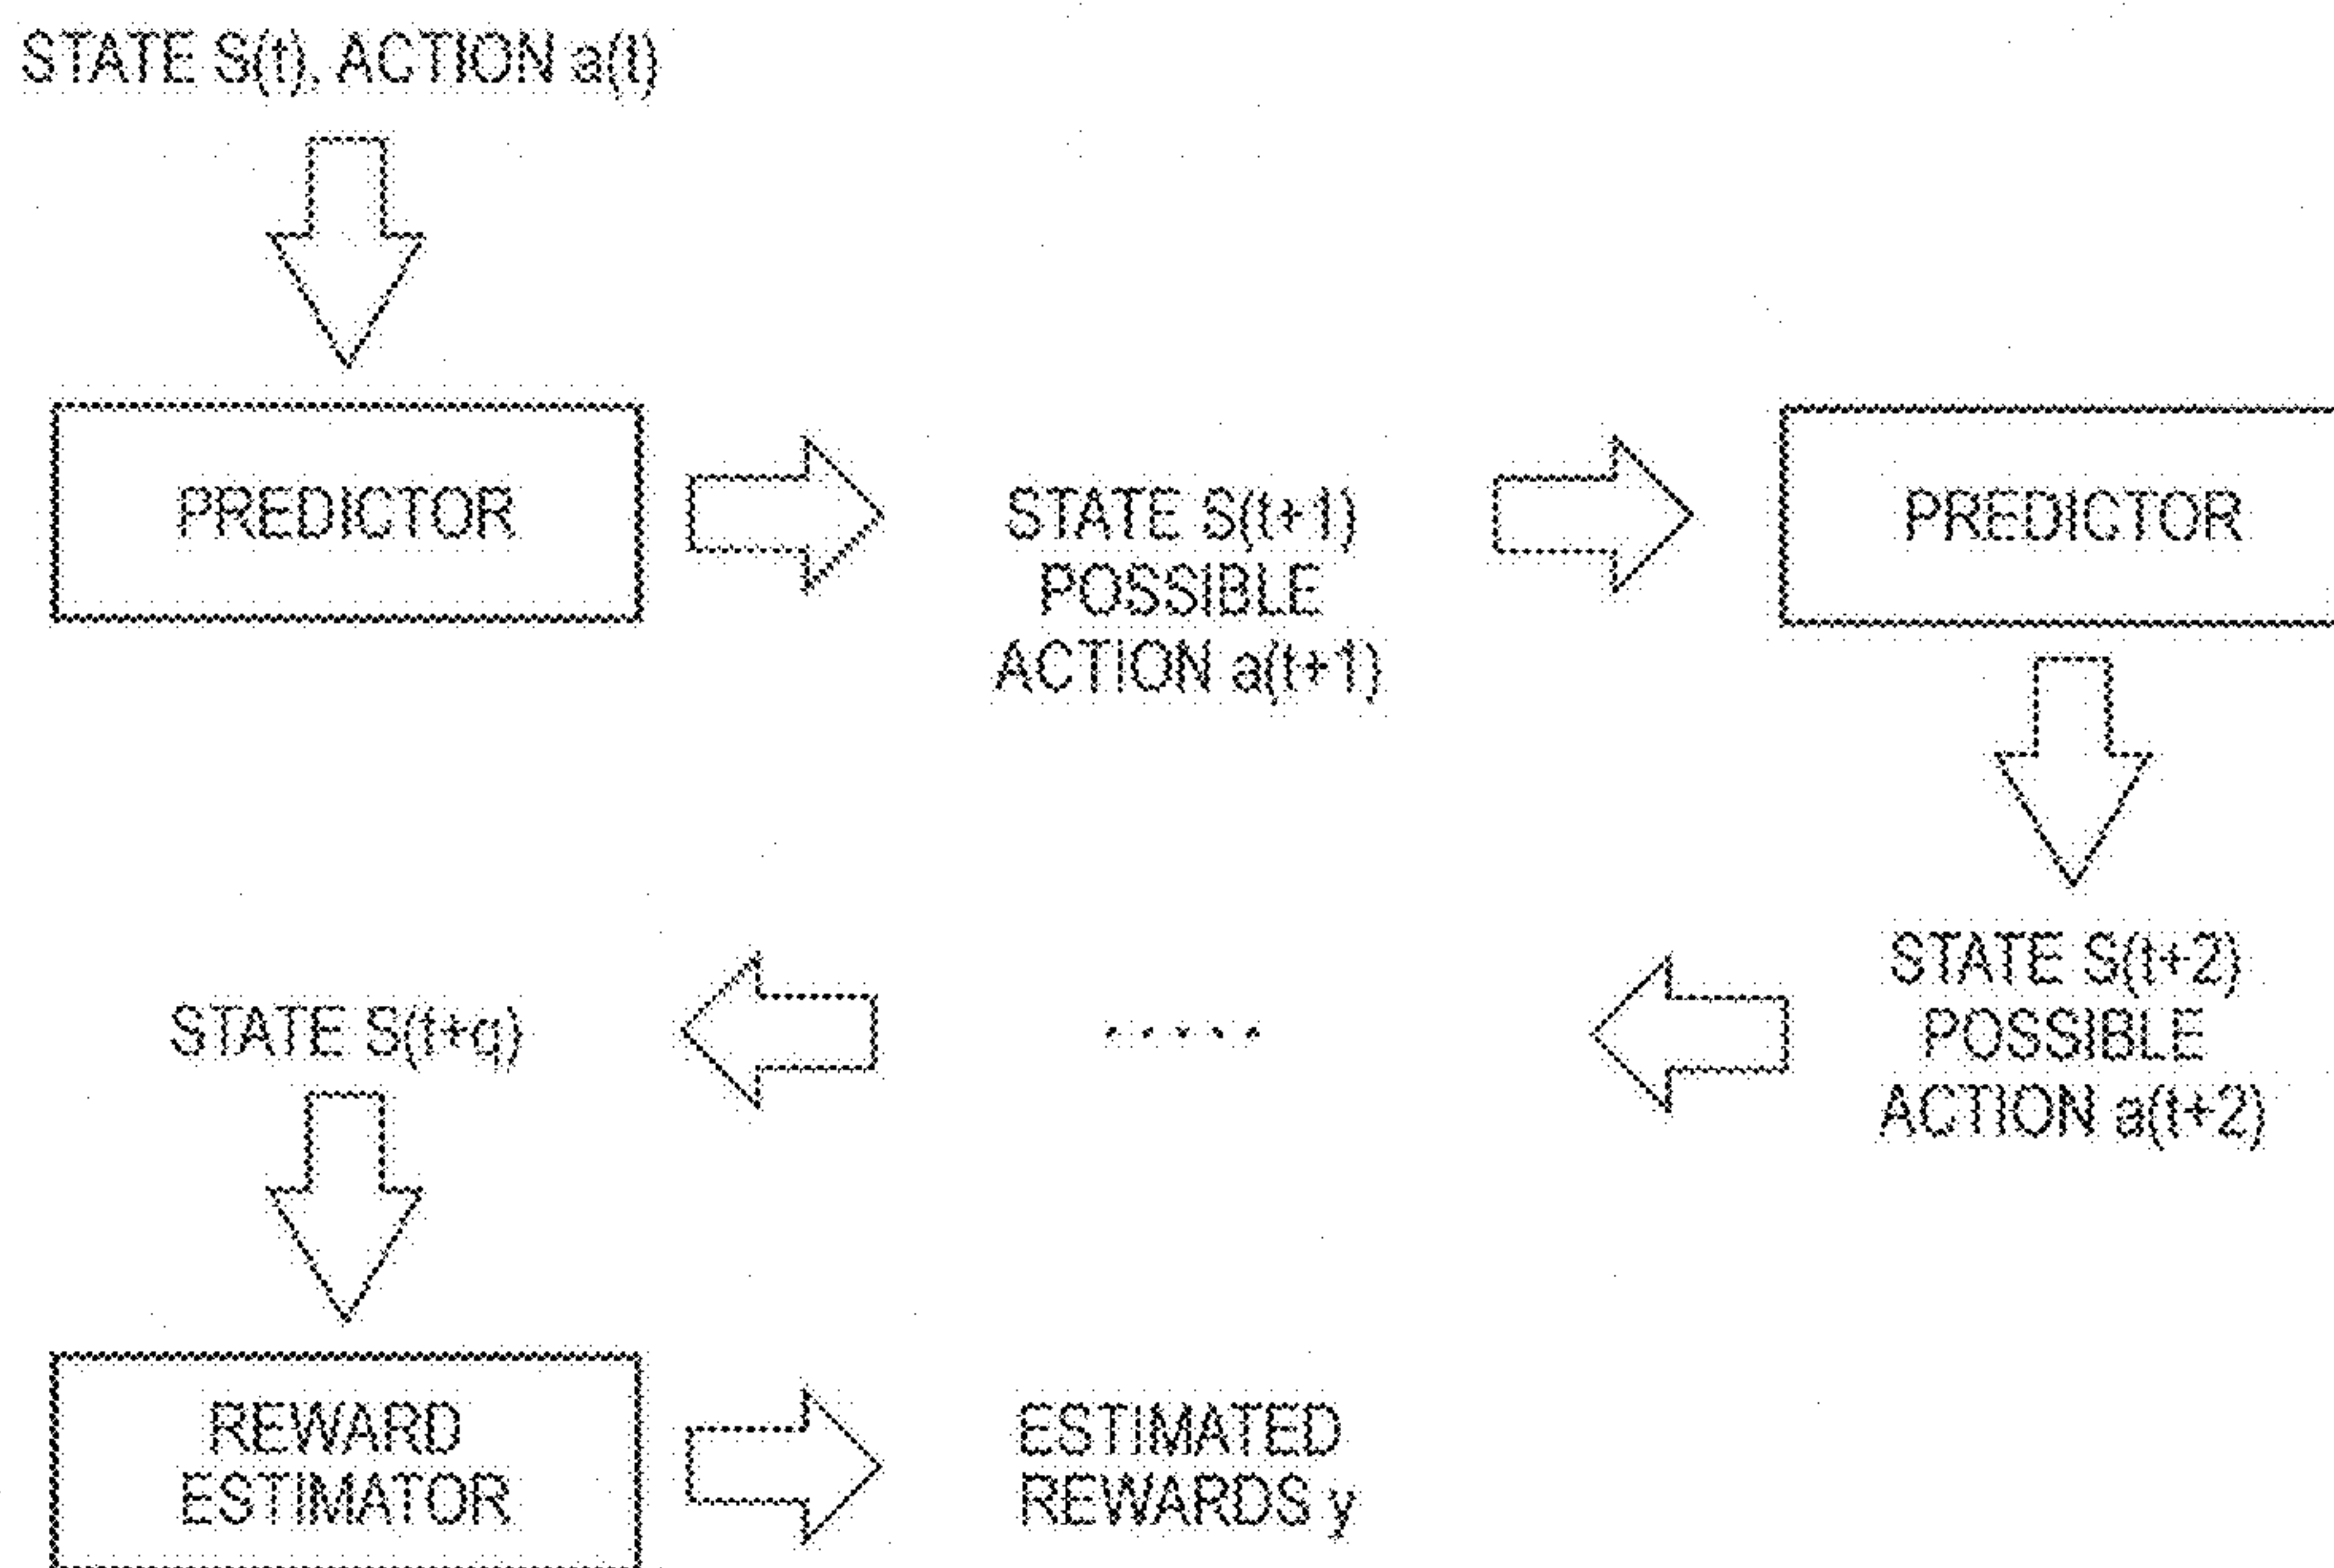 STATE S(t), ACTION a(t)
PREDICTOR
STATE S(t+1)
POSSIBLE
ACTION a(t+1)
PREDICTOR
STATE S(t+2)
POSSIBLE
ACTION a(t+2)
.....
STATE S(t+q)
REWARD
ESTIMATOR
ESTIMATED
REWARDS y